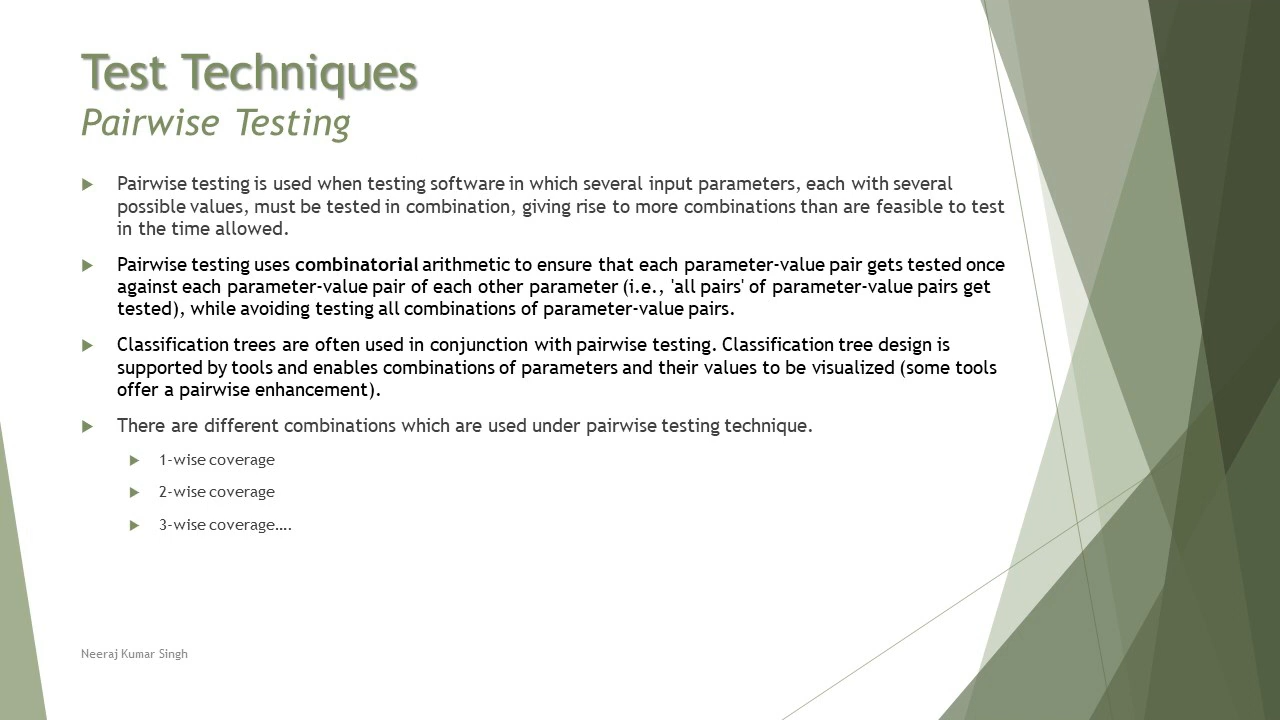 Test Techniques
Pairwise Testing
Pairwise testing is used when testing software in which several input parameters, each with several
possible values, must be tested in combination, giving rise to more combinations than are feasible to test
in the time allowed.
Pairwise testing uses combinatorial arithmetic to ensure that each parameter-value pair gets tested once
against each parameter-value pair of each other parameter (i.e., 'all pairs' of parameter-value pairs get
tested), while avoiding testing all combinations of parameter-value pairs.
Classification trees are often used in conjunction with pairwise testing. Classification tree design is
supported by tools and enables combinations of parameters and their values to be visualized (some tools
offer a pairwise enhancement).
There are different combinations which are used under pairwise testing technique.
1-wise coverage
2-wise coverage
3-wise coverage....
Neeraj Kumar Singh